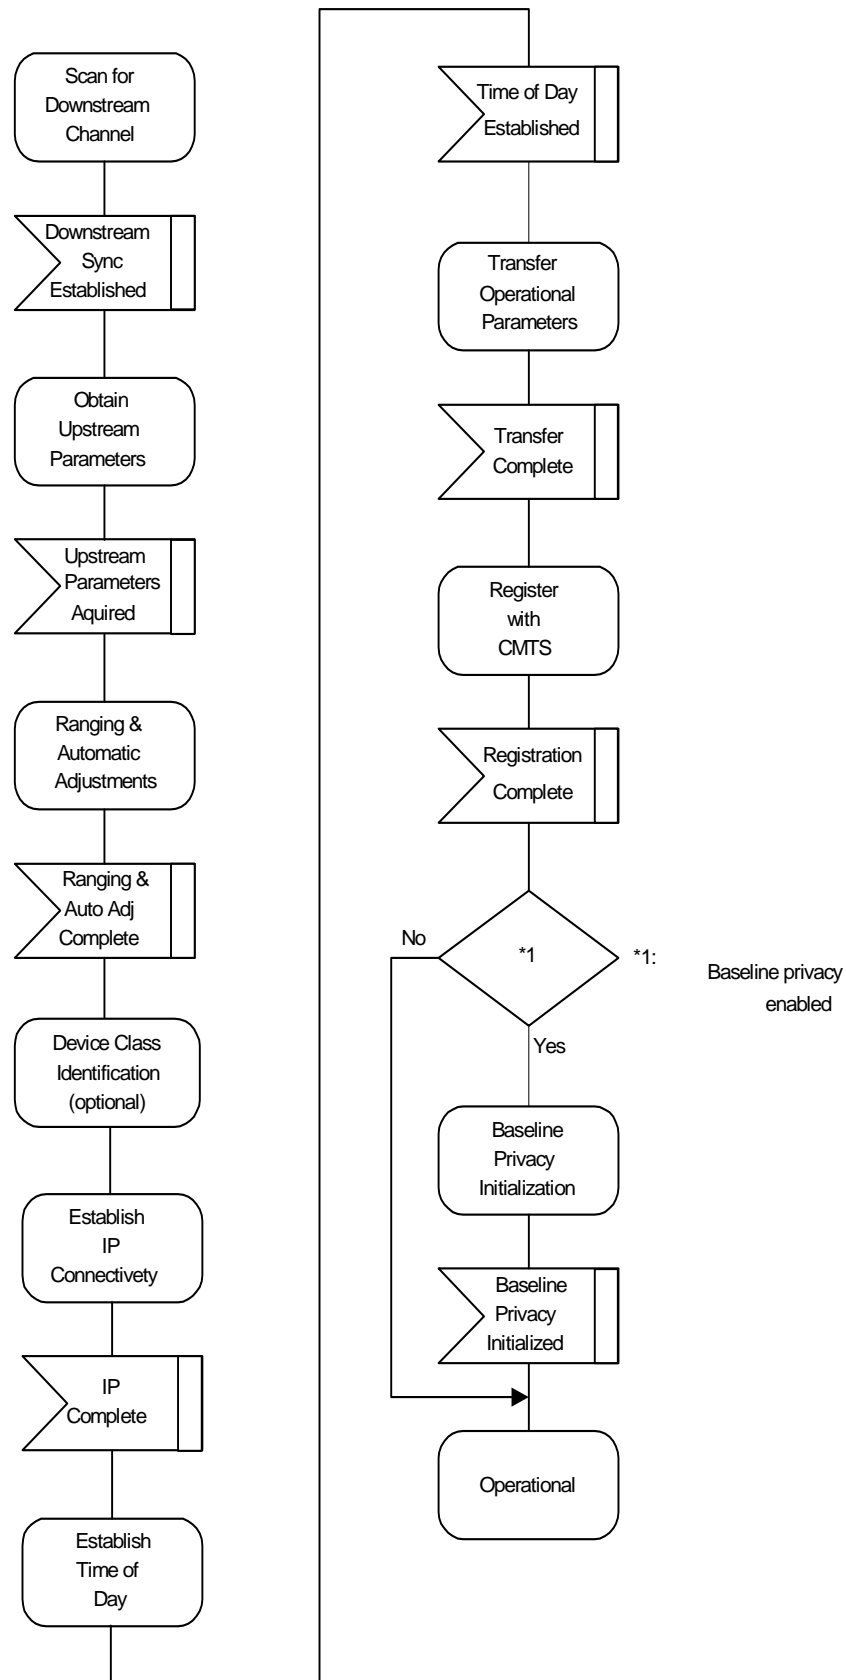 Scan for
Downstream
Channel
Downstream
Sync
Established
Obtain
Upstream
Parameters
Upstream
Parameters
Aquired
Ranging &
Automatic
Adjustments
Ranging &
Auto Adj
Complete
Device Class
Identification
(optional)
Establish
IP
Connectivety
IP
Complete
Establish
Time of
Day
Time of Day
Established
Transfer
Operational
Parameters
Transfer
Complete
Register
with
CMTS
Registration
Complete
No
*1
*1:
Baseline privacy
enabled
Yes
Baseline
Privacy
Initialization
Baseline
Privacy
Initialized
Operational